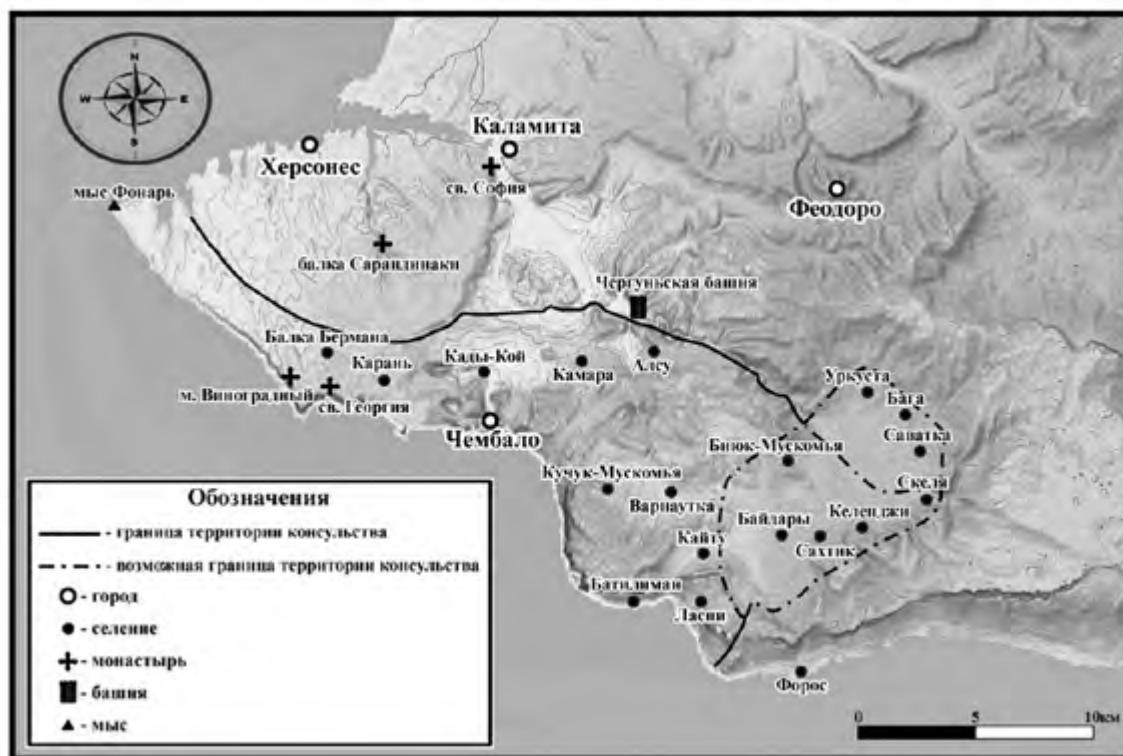 N
W
E
S
Каламита
Херсонес
св. София
мыс Фонарь
Феодоро
балка Сарандинаки
Чергуньская башня
Балка Бермана
Карань
Кады-Кой
Камара
Алсу
м. Виноградный
св. Георгия
Чембало
Уркуста
Бага
Саватка
Биюк-Мускомья
Скеля
Кучук-Мускомья
Варнаутка
Байдары
Келенджи
Кайту
Сахтик
Батилиман
Ласпи
Форос
Обозначения
- граница территории консульства
- возможная граница территории консульства
- город
- селение
- монастырь
- башня
- мыс
0 5 10км